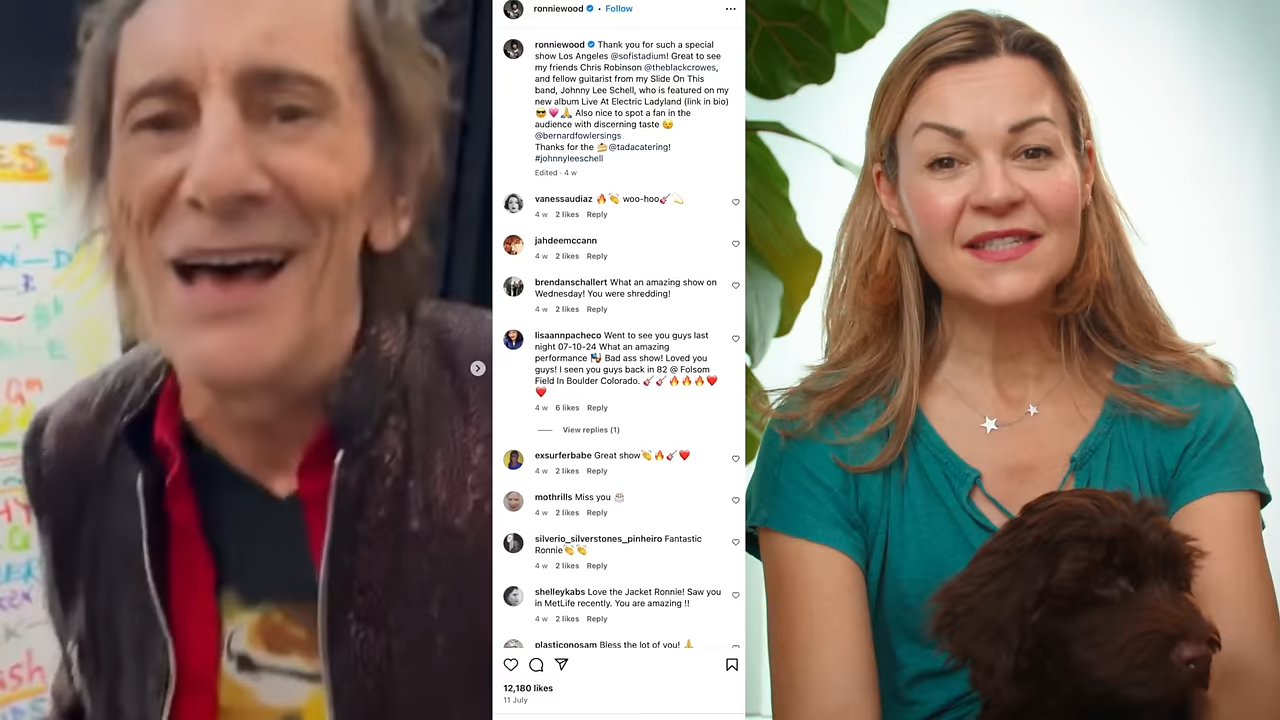 ES
-F
ronniewood • Follow
ronniewood Thank you for such a special
show Los Angeles @sofistadium! Great to see
my friends Chris Robinson @theblackcrowes,
and fellow guitarist from my Slide On This
band, Johnny Lee Schell, who is featured on my
new album Live At Electric Ladyland (link in bio)
😎💗🙏 Also nice to spot a fan in the
audience with discerning taste 😉
@bernardfowlersings
Thanks for the 🍰@tadacatering!
#johnnyleeschell
Edited · 4 w
vanessaudiaz 🔥👏 woo-hoo🎸💫
4 w 2 likes Reply
jahdeemccann
4 w 2 likes Reply
brendanschallert What an amazing show on
Wednesday! You were shredding!
4 w 2 likes Reply
lisaannpacheco Went to see you guys last
night 07-10-24 What an amazing
performance Bad ass show! Loved you
guys! I seen you guys back in 82 @ Folsom
Field In Boulder Colorado. 🎸🎸🔥🔥🔥❤️
❤️
4 w 6 likes Reply
View replies (1)
exsurferbabe Great show👏🔥🎸❤️
4 w 2 likes Reply
mothrills Miss you
4 w 2 likes Reply
silverio_silverstones_pinheiro Fantastic
Ronnie👏👏
4 w 2 likes Reply
shelleykabs Love the Jacket Ronnie! Saw you
in MetLife recently. You are amazing !!
4 w 2 likes Reply
plasticonosam Bless the lot of you! 🙏
12,180 likes
11 July